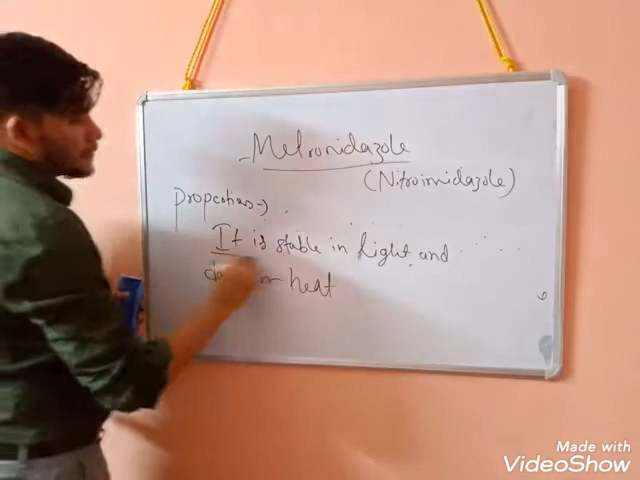 - Metronidazole
(Nitroimidazole)
Properties →
It is stable in light and
heat
Made with
VideoShow